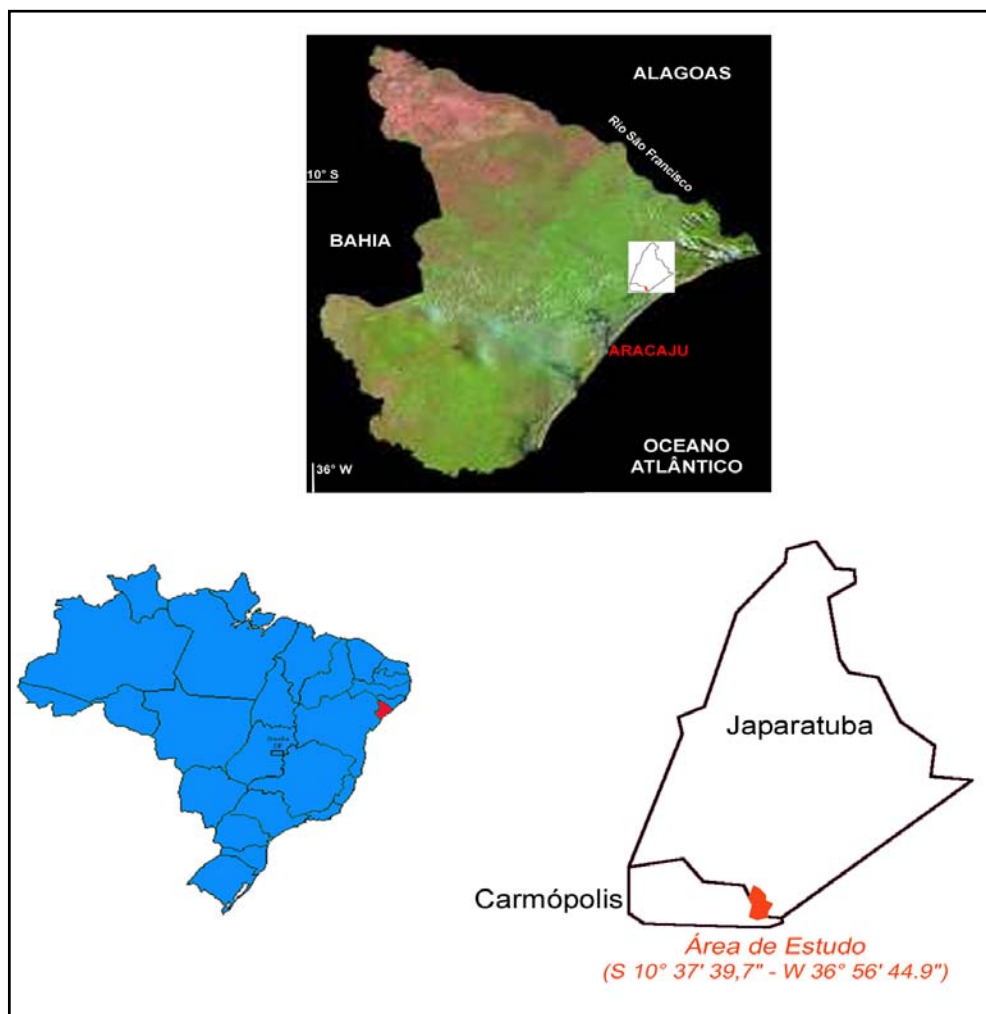 ALAGOAS
Rio São Francisco
10° S
BAHIA
ARACAJU
OCEANO
ATLÂNTICO
36° W
Japaratuba
Carmópolis
Área de Estudo
(S 10° 37' 39,7" - W 36° 56' 44.9")